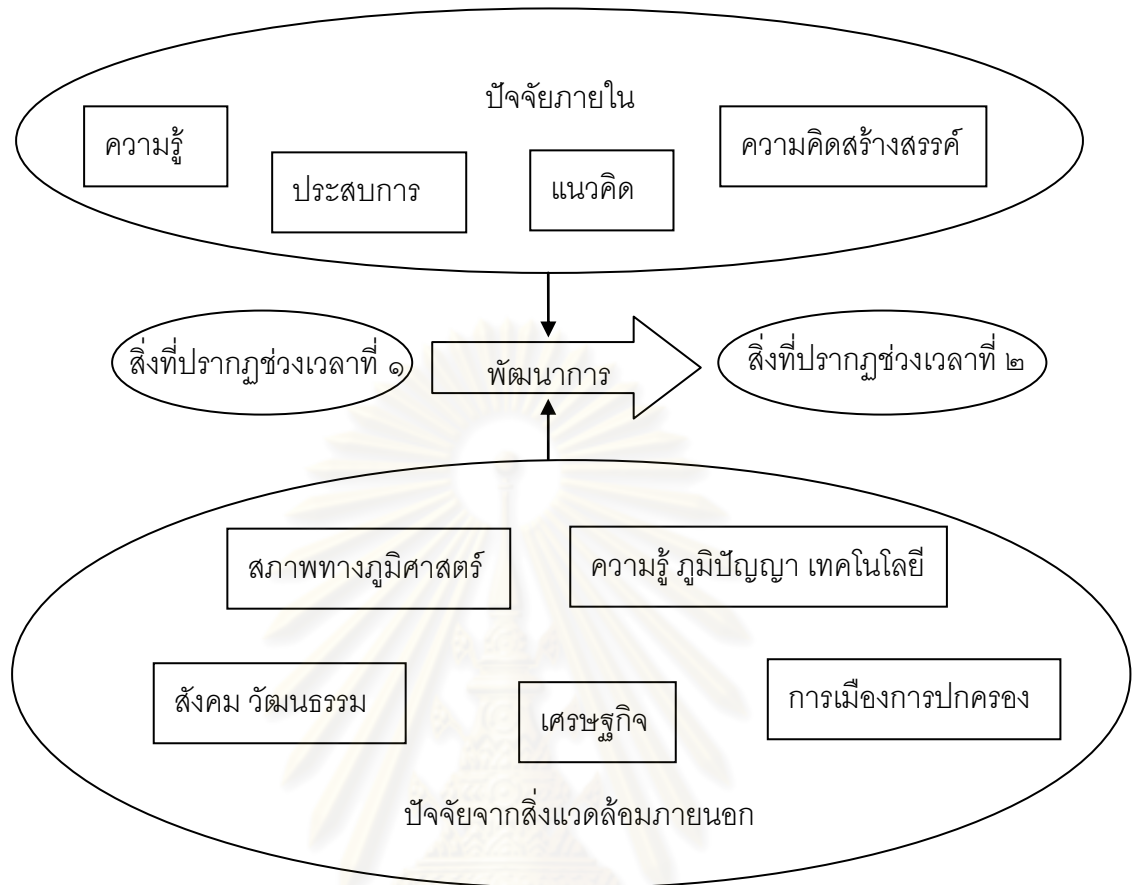 ปัจจัยภายใน
ความรู้
ประสบการ
แนวคิด
ความคิดสร้างสรรค์
สิ่งที่ปรากฏช่วงเวลาที่ ๑
พัฒนาการ
สิ่งที่ปรากฏช่วงเวลาที่ ๒
สภาพทางภูมิศาสตร์
ความรู้ ภูมิปัญญา เทคโนโลยี
สังคม วัฒนธรรม
เศรษฐกิจ
การเมืองการปกครอง
ปัจจัยจากสิ่งแวดล้อมภายนอก